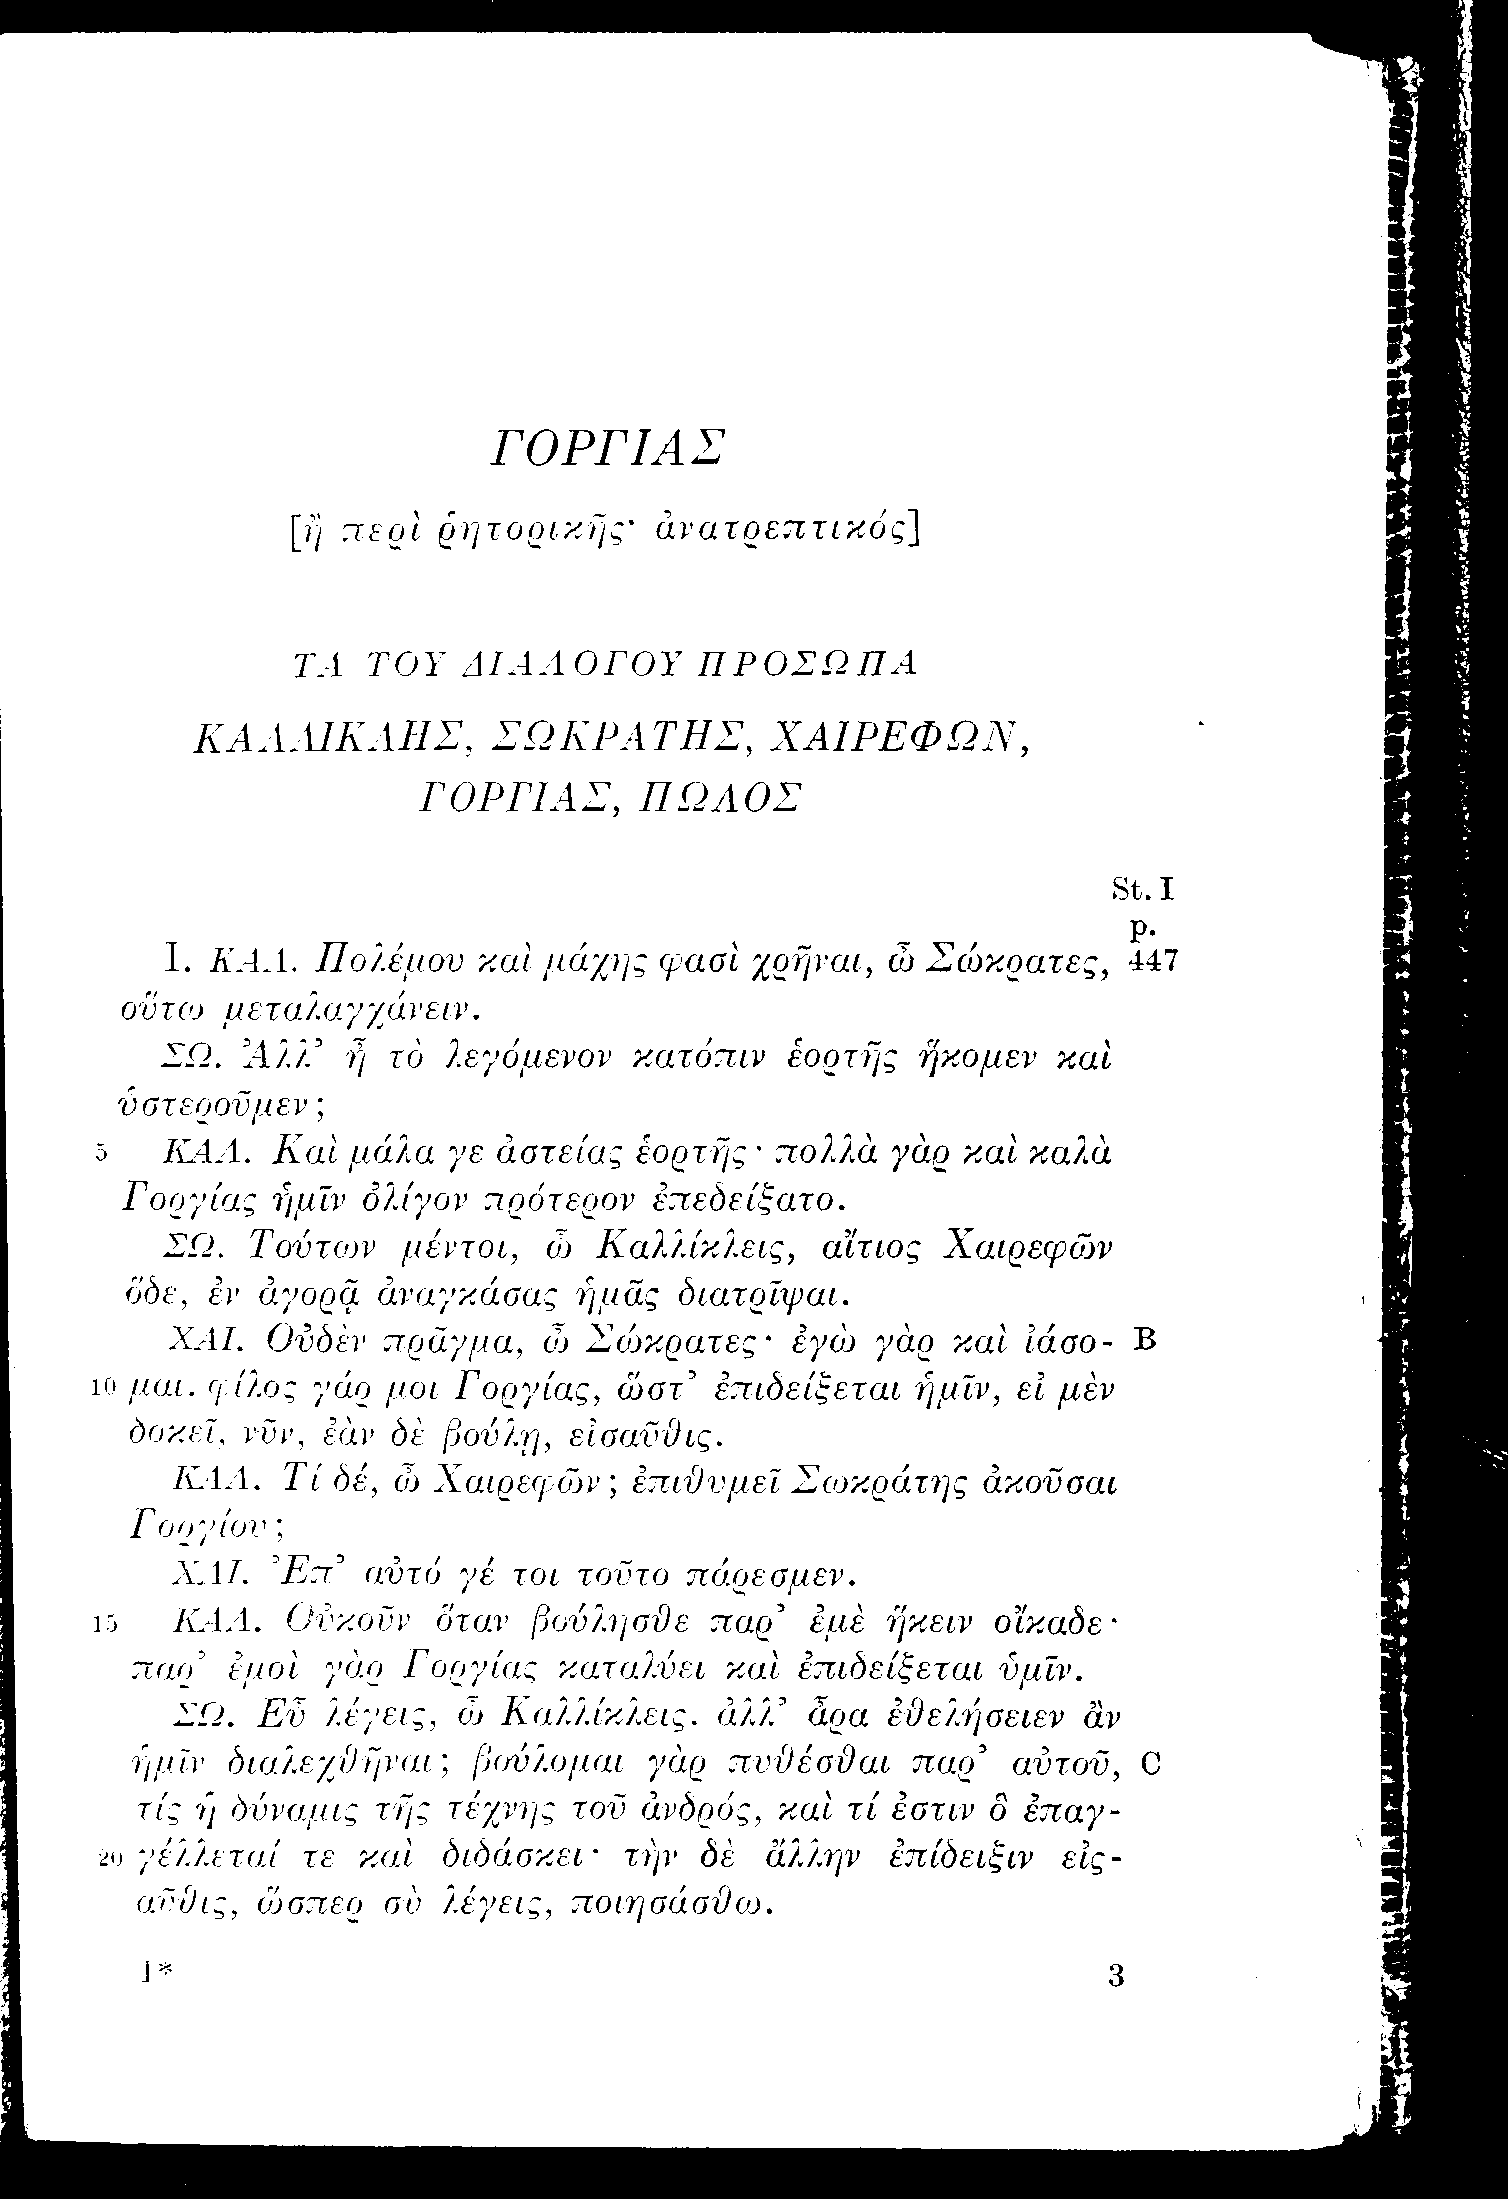 ΓΟΡΓΙΑΣ
[ἢ περὶ ῥητορικῆς· ἀνατρεπτικός]
ΤΑ ΤΟΥ ΔΙΑΛΟΓΟΥ ΠΡΟΣΩΠΑ
ΚΑΛΛΙΚΛΗΣ, ΣΩΚΡΑΤΗΣ, ΧΑΙΡΕΦΩΝ,
ΓΟΡΓΙΑΣ, ΠΩΛΟΣ
St. I
p.
I. ΚΑΛ. Πολέμου καὶ μάχης φασὶ χρῆναι, ὦ Σώκρατες, 447
οὕτω μεταλαγχάνειν.
ΣΩ. Ἀλλ’ ἦ τὸ λεγόμενον κατόπιν ἑορτῆς ἥκομεν καὶ
ὑστεροῦμεν;
5 ΚΑΛ. Καὶ μάλα γε ἀστείας ἑορτῆς· πολλὰ γὰρ καὶ καλὰ
Γοργίας ἡμῖν ὀλίγον πρότερον ἐπεδείξατο.
ΣΩ. Τούτων μέντοι, ὦ Καλλίκλεις, αἴτιος Χαιρεφῶν
ὅδε, ἐν ἀγορᾷ ἀναγκάσας ἡμᾶς διατρῖψαι.
ΧΑΙ. Οὐδὲν πρᾶγμα, ὦ Σώκρατες· ἐγὼ γὰρ καὶ ἰάσο- B
10 μαι. φίλος γάρ μοι Γοργίας, ὥστ’ ἐπιδείξεται ἡμῖν, εἰ μὲν
δοκεῖ, νῦν, ἐὰν δὲ βούλῃ, εἰσαῦθις.
ΚΑΛ. Τί δέ, ὦ Χαιρεφῶν; ἐπιθυμεῖ Σωκράτης ἀκοῦσαι
Γοργίου;
ΧΑΙ. Ἐπ’ αὐτό γέ τοι τοῦτο πάρεσμεν.
15 ΚΑΛ. Οὐκοῦν ὅταν βούλησθε παρ’ ἐμὲ ἥκειν οἴκαδε·
παρ’ ἐμοὶ γὰρ Γοργίας καταλύει καὶ ἐπιδείξεται ὑμῖν.
ΣΩ. Εὖ λέγεις, ὦ Καλλίκλεις. ἀλλ’ ἆρα ἐθελήσειεν ἂν
ἡμῖν διαλεχθῆναι; βούλομαι γὰρ πυθέσθαι παρ’ αὐτοῦ, C
τίς ἡ δύναμις τῆς τέχνης τοῦ ἀνδρός, καὶ τί ἐστιν ὃ ἐπαγ-
20 γέλλεταί τε καὶ διδάσκει· τὴν δὲ ἄλλην ἐπίδειξιν εἰς-
αῦθις, ὥσπερ σὺ λέγεις, ποιησάσθω.
1* 3